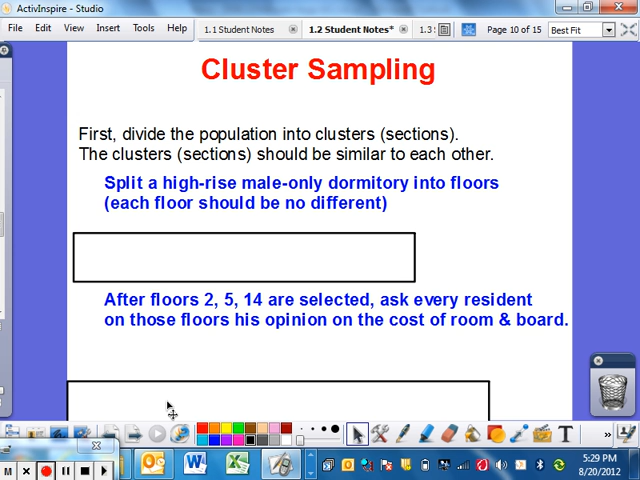 ActivInspire - Studio
File Edit View Insert Tools Help
1.1 Student Notes
1.2 Student Notes*
1.3 :
Page 10 of 15
Best Fit
Cluster Sampling
First, divide the population into clusters (sections).
The clusters (sections) should be similar to each other.
Split a high-rise male-only dormitory into floors
(each floor should be no different)
After floors 2, 5, 14 are selected, ask every resident
on those floors his opinion on the cost of room & board.
M
5:29 PM
8/20/2012